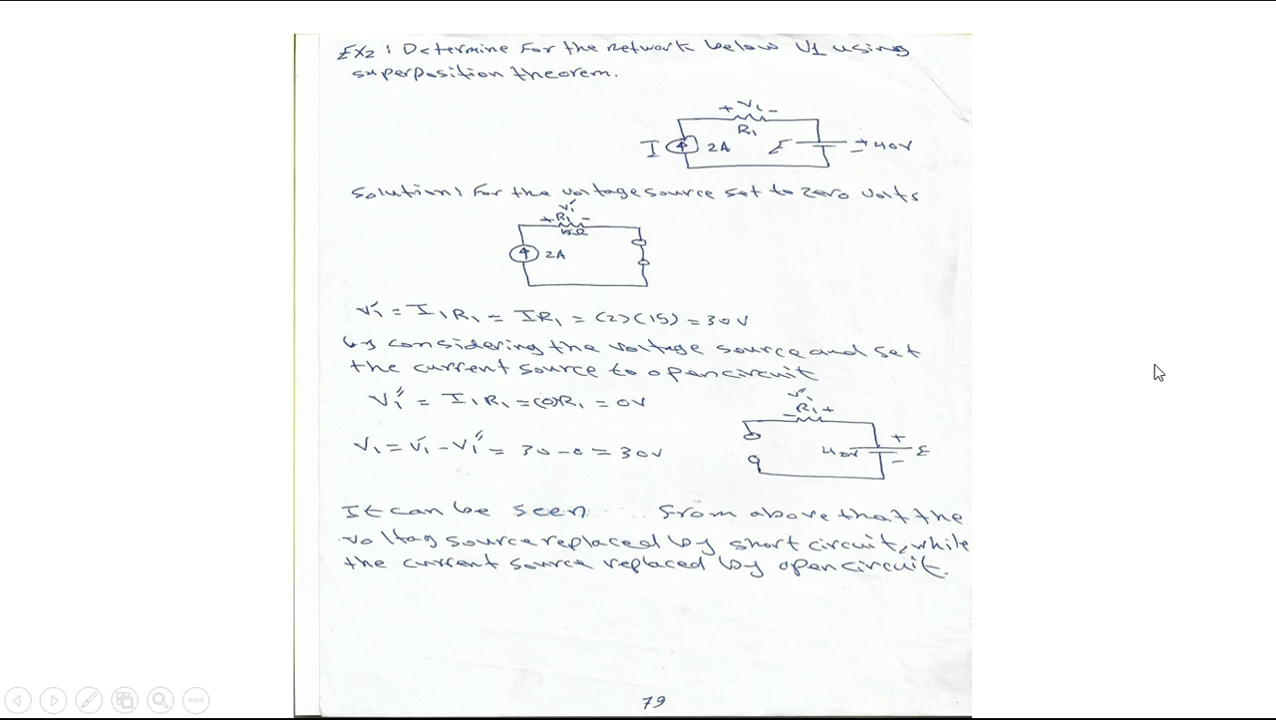 Ex2: Determine For the network below V1 using
superposition theorem.
+ V1 -
R1
I 2A E + - 40V
Solution: For the voltage source set to zero volts
V1'
+ R1 -
15Ω
2A
V1' = I1R1 = IR1 = (2)(15) = 30V
by considering the voltage source and set
the current source to open circuit
V1'' = I1R1 = (0)R1 = 0V
V1''
- R1 +
40V + - E
V1 = V1' - V1'' = 30 - 0 = 30V
It can be seen from above that the
voltag source replaced by short circuit, while
the current source replaced by open circuit.
79